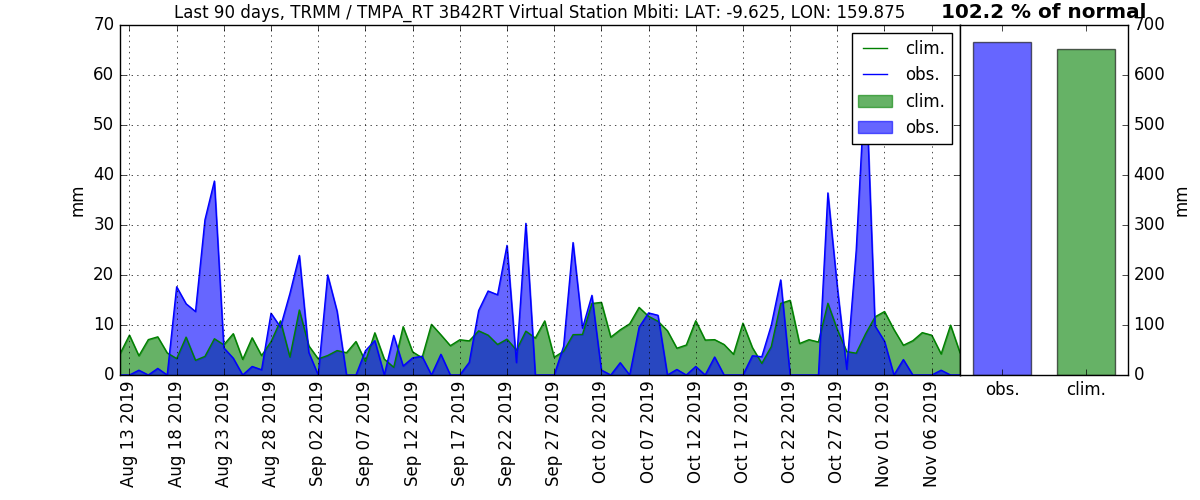 Last 90 days, TRMM / TMPA_RT 3B42RT Virtual Station Mbiti: LAT: -9.625, LON: 159.875
102.2 % of normal
70
60
50
40
30
20
10
0
mm
clim.
obs.
clim.
obs.
700
600
500
400
300
200
100
0
mm
obs.
clim.
Aug 13 2019
Aug 18 2019
Aug 23 2019
Aug 28 2019
Sep 02 2019
Sep 07 2019
Sep 12 2019
Sep 17 2019
Sep 22 2019
Sep 27 2019
Oct 02 2019
Oct 07 2019
Oct 12 2019
Oct 17 2019
Oct 22 2019
Oct 27 2019
Nov 01 2019
Nov 06 2019